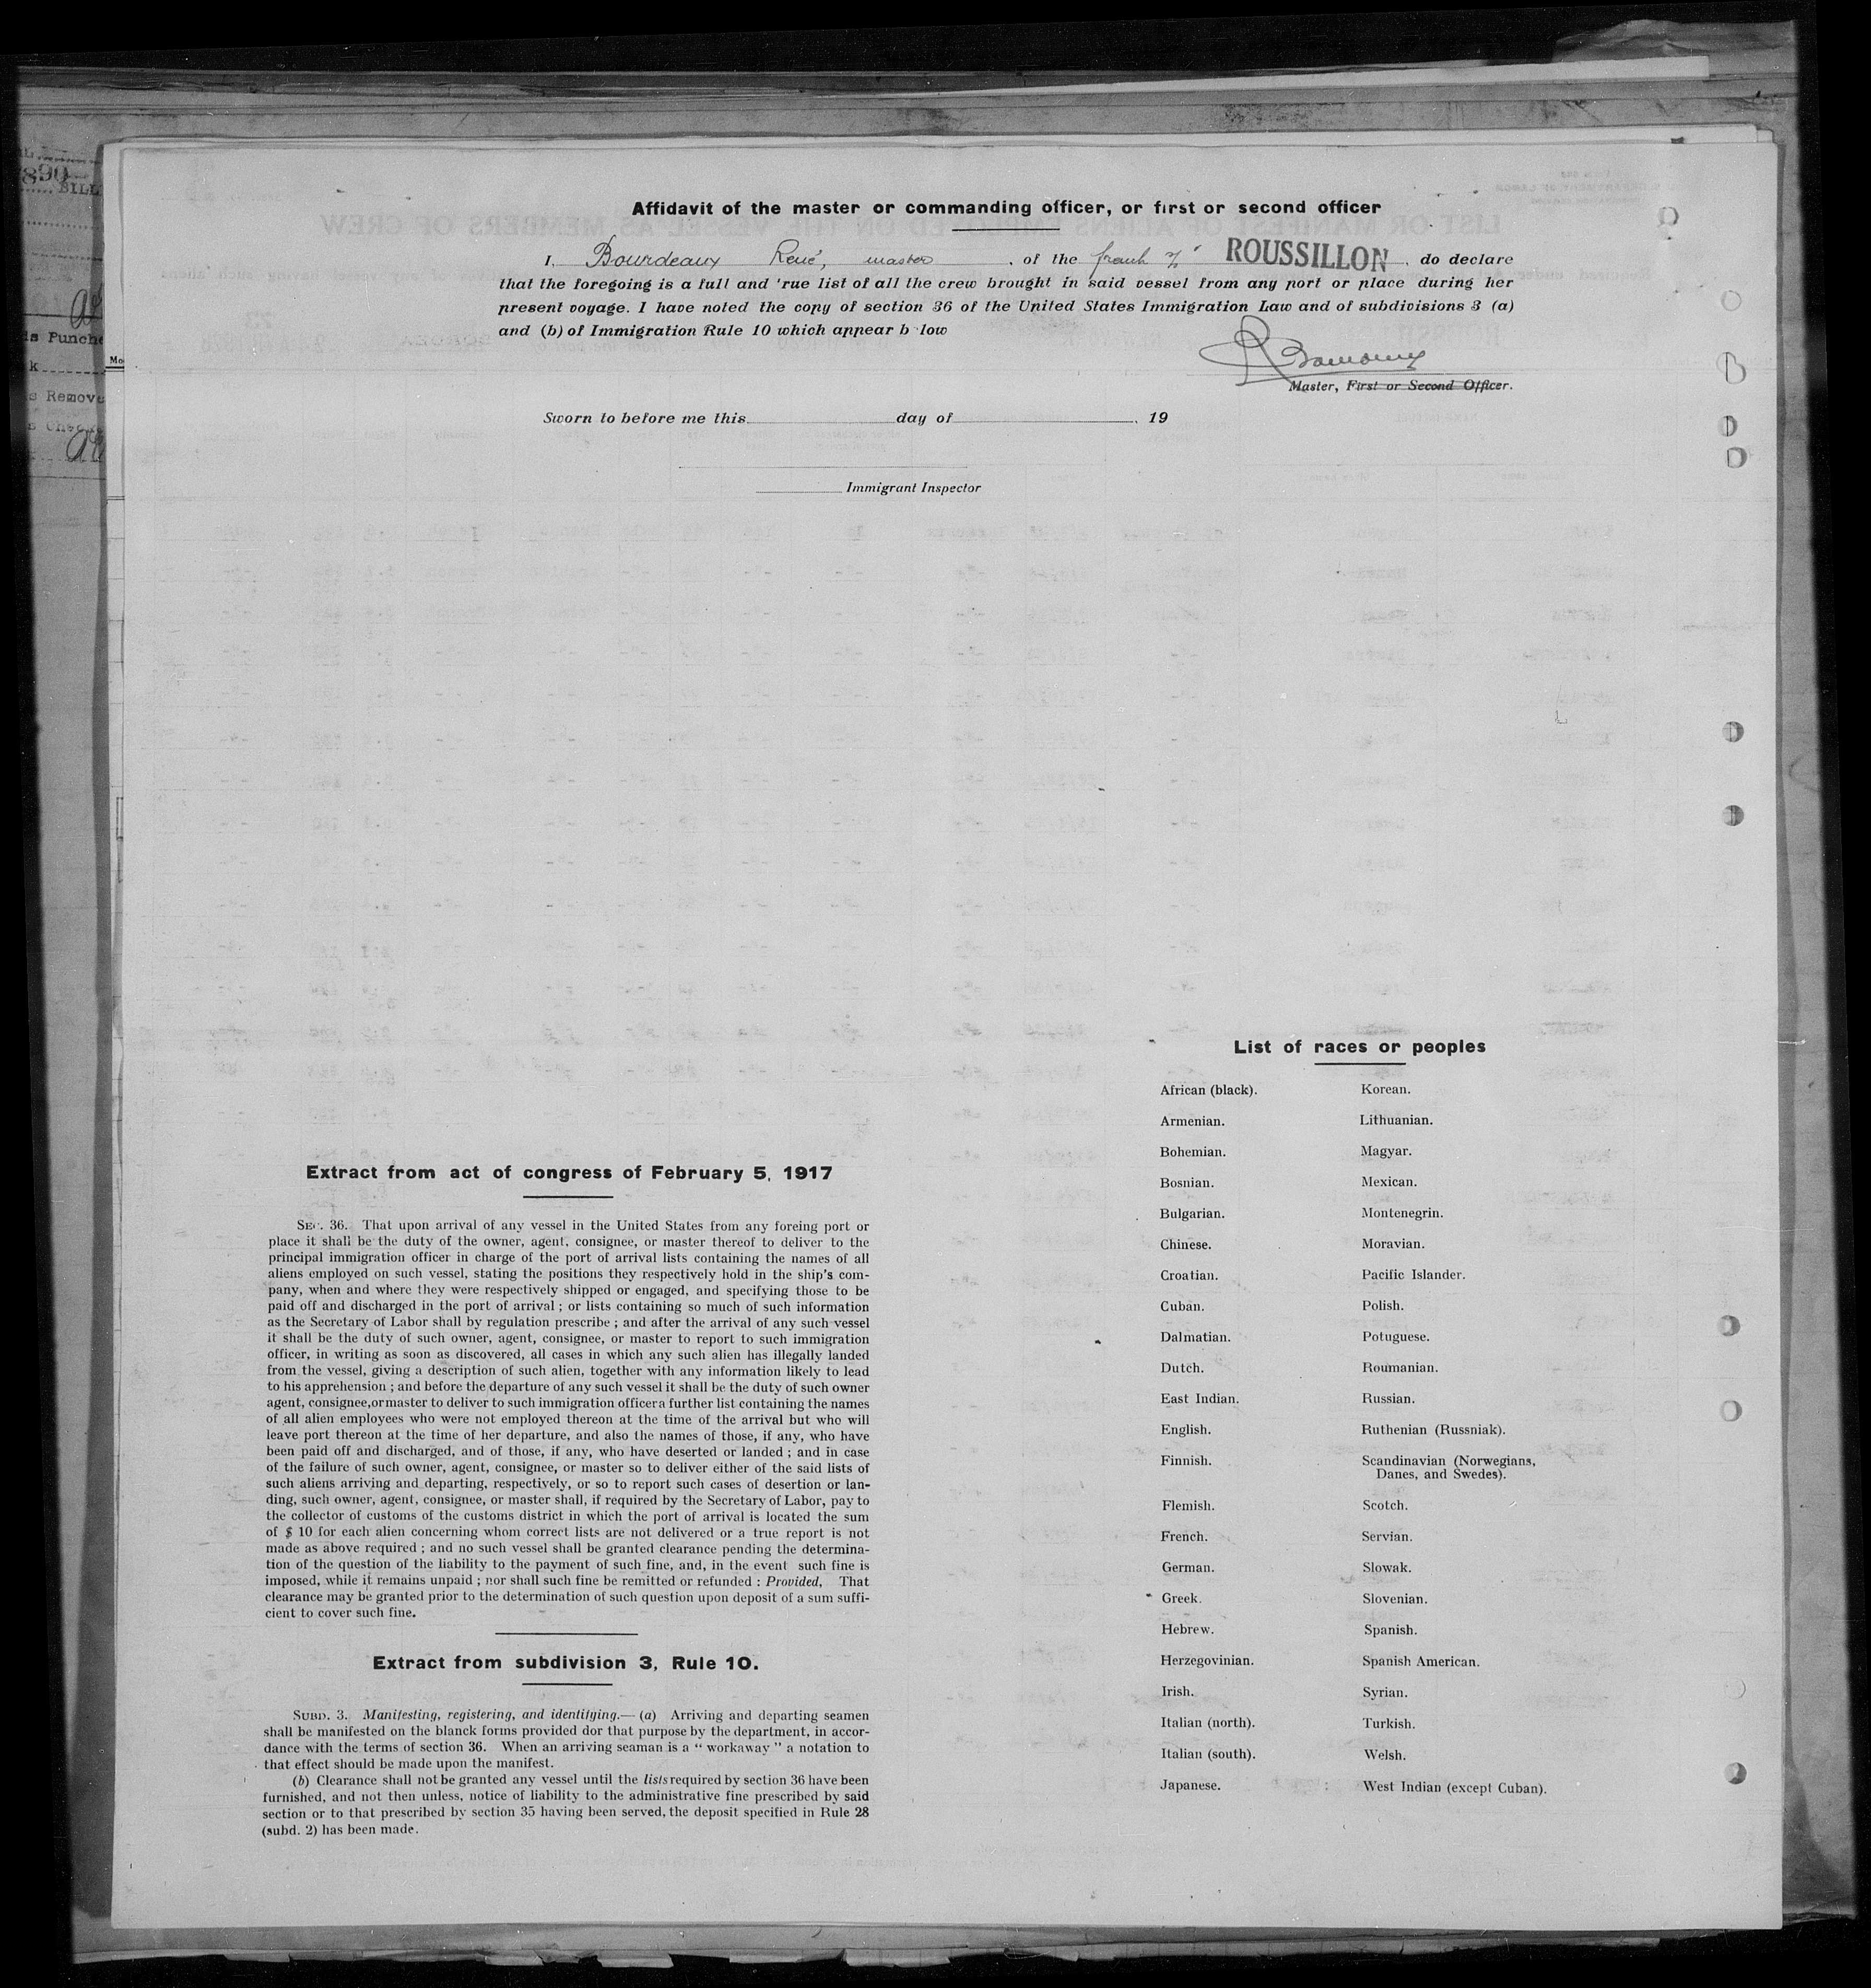 Affidavit of the master or commanding officer, or first or second officer
I, Bourdeaux René, master, of the french ROUSSILLON, do declare
that the foregoing is a full and 'rue list of all the crew brought in said vessel from any port or place during her
present voyage. I have noted the copy of section 36 of the United States Immigration Law and of subdivisions 3 (a)
and (b) of Immigration Rule 10 which appear b low
Master, First or Second Officer.
Sworn to before me this day of , 19
Immigrant Inspector
Extract from act of congress of February 5, 1917
SEC. 36. That upon arrival of any vessel in the United States from any foreing port or
place it shall be the duty of the owner, agent, consignee, or master thereof to deliver to the
principal immigration officer in charge of the port of arrival lists containing the names of all
aliens employed on such vessel, stating the positions they respectively hold in the ship's com-
pany, when and where they were respectively shipped or engaged, and specifying those to be
paid off and discharged in the port of arrival ; or lists containing so much of such information
as the Secretary of Labor shall by regulation prescribe ; and after the arrival of any such vessel
it shall be the duty of such owner, agent, consignee, or master to report to such immigration
officer, in writing as soon as discovered, all cases in which any such alien has illegally landed
from the vessel, giving a description of such alien, together with any information likely to lead
to his apprehension ; and before the departure of any such vessel it shall be the duty of such owner
agent, consignee,ormaster to deliver to such immigration officera further list containing the names
of all alien employees who were not employed thereon at the time of the arrival but who will
leave port thereon at the time of her departure, and also the names of those, if any, who have
been paid off and discharged, and of those, if any, who have deserted or landed ; and in case
of the failure of such owner, agent, consignee, or master so to deliver either of the said lists of
such aliens arriving and departing, respectively, or so to report such cases of desertion or lan-
ding, such owner, agent, consignee, or master shall, if required by the Secretary of Labor, pay to
the collector of customs of the customs district in which the port of arrival is located the sum
of $ 10 for each alien concerning whom correct lists are not delivered or a true report is not
made as above required ; and no such vessel shall be granted clearance pending the determina-
tion of the question of the liability to the payment of such fine, and, in the event such fine is
imposed, while it remains unpaid ; nor shall such fine be remitted or refunded : Provided, That
clearance may be granted prior to the determination of such question upon deposit of a sum suffi-
cient to cover such fine.
Extract from subdivision 3, Rule 10.
SUBD. 3. Manifesting, registering, and identifying.— (a) Arriving and departing seamen
shall be manifested on the blanck forms provided dor that purpose by the department, in accor-
dance with the terms of section 36. When an arriving seaman is a “ workaway ” a notation to
that effect should be made upon the manifest.
(b) Clearance shall not be granted any vessel until the lists required by section 36 have been
furnished, and not then unless, notice of liability to the administrative fine prescribed by said
section or to that prescribed by section 35 having been served, the deposit specified in Rule 28
(subd. 2) has been made.
List of races or peoples
African (black).
Armenian.
Bohemian.
Bosnian.
Bulgarian.
Chinese.
Croatian.
Cuban.
Dalmatian.
Dutch.
East Indian.
English.
Finnish.
Flemish.
French.
German.
Greek.
Hebrew.
Herzegovinian.
Irish.
Italian (north).
Italian (south).
Japanese.
Korean.
Lithuanian.
Magyar.
Mexican.
Montenegrin.
Moravian.
Pacific Islander.
Polish.
Potuguese.
Roumanian.
Russian.
Ruthenian (Russniak).
Scandinavian (Norwegians,
Danes, and Swedes).
Scotch.
Servian.
Slowak.
Slovenian.
Spanish.
Spanish American.
Syrian.
Turkish.
Welsh.
West Indian (except Cuban).